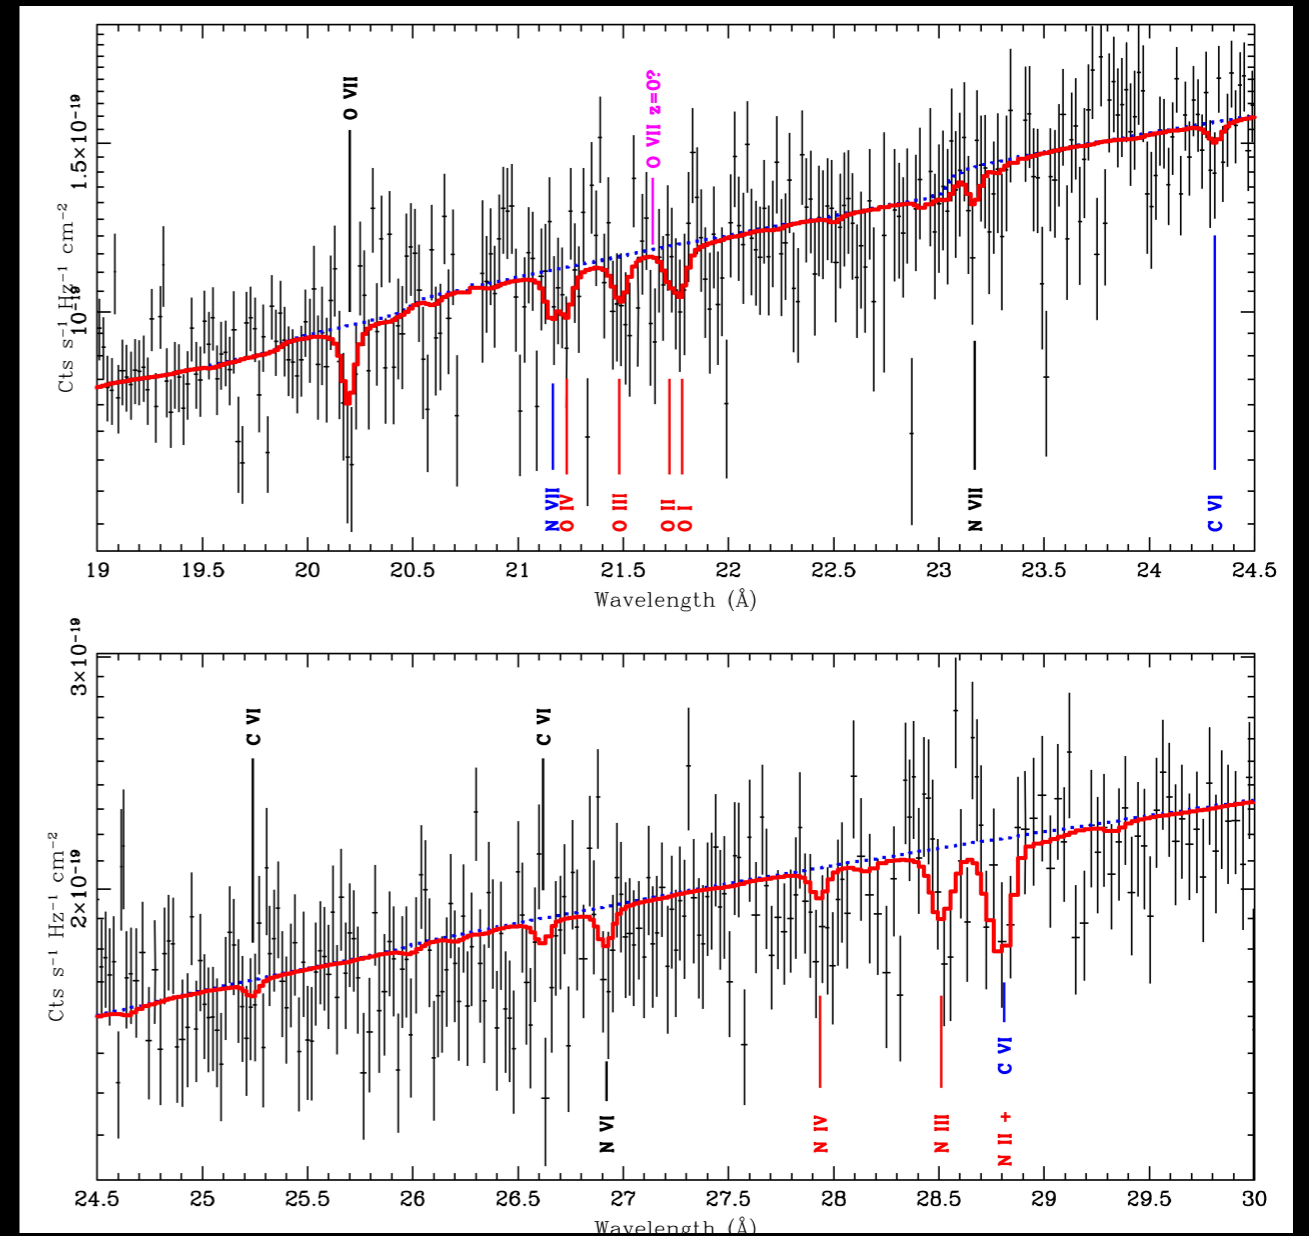 O VII
O VII z=0?
1.5×10⁻¹⁹
10⁻¹⁹
Cts s⁻¹ Hz⁻¹ cm⁻²
N VII
O IV
O III
O II
O I
N VII
C VI
19 19.5 20 20.5 21 21.5 22 22.5 23 23.5 24 24.5
Wavelength (Å)
3×10⁻¹⁹
2×10⁻¹⁹
Cts s⁻¹ Hz⁻¹ cm⁻²
C VI
C VI
N VI
N IV
N III
C VI
N II +
24.5 25 25.5 26 26.5 27 27.5 28 28.5 29 29.5 30
Wavelength (Å)